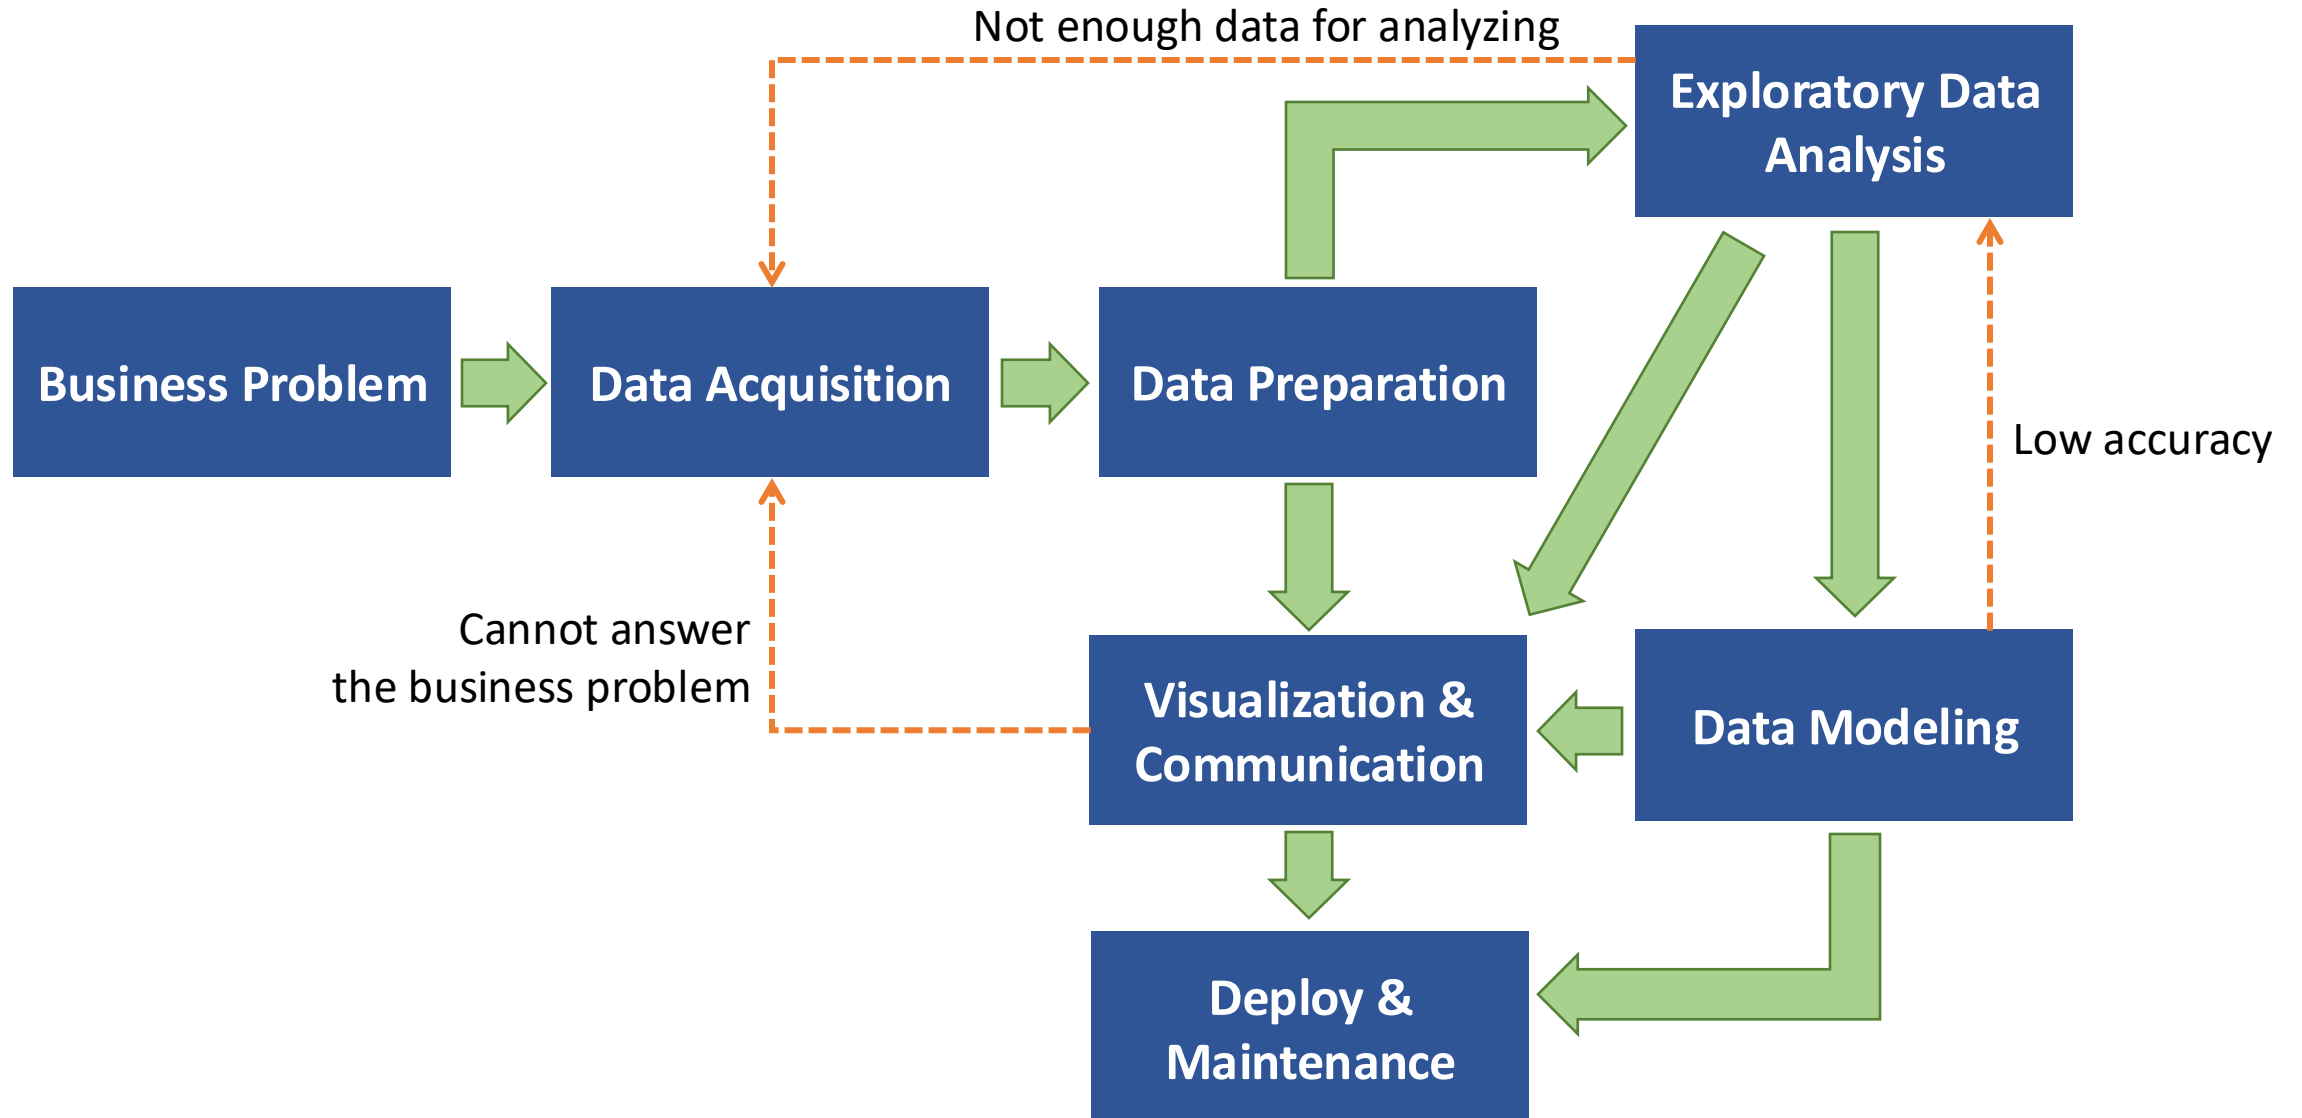 Not enough data for analyzing
Exploratory Data
Analysis
Business Problem
Data Acquisition
Data Preparation
Low accuracy
Cannot answer
the business problem
Visualization &
Communication
Data Modeling
Deploy &
Maintenance